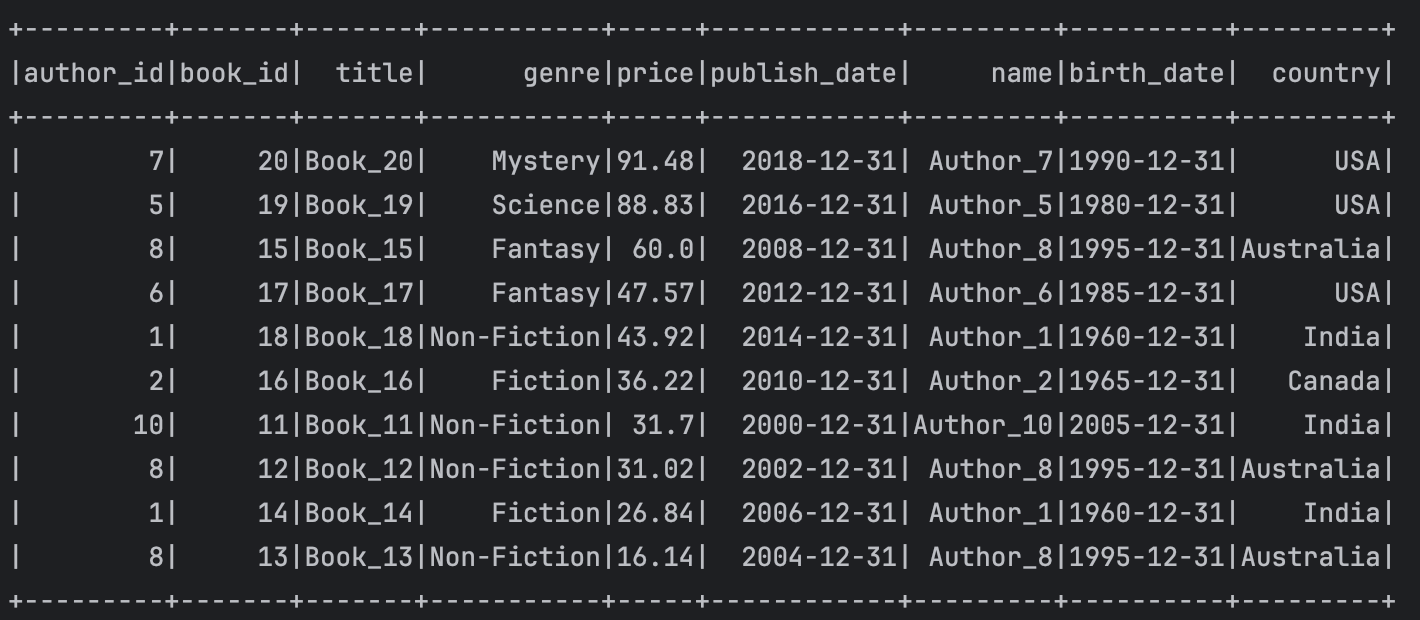 +---------+-------+-------+-----------+-----+------------+---------+----------+---------+
|author_id|book_id|  title|      genre|price|publish_date|     name|birth_date|  country|
+---------+-------+-------+-----------+-----+------------+---------+----------+---------+
|        7|     20|Book_20|    Mystery|91.48|  2018-12-31| Author_7|1990-12-31|      USA|
|        5|     19|Book_19|    Science|88.83|  2016-12-31| Author_5|1980-12-31|      USA|
|        8|     15|Book_15|    Fantasy| 60.0|  2008-12-31| Author_8|1995-12-31|Australia|
|        6|     17|Book_17|    Fantasy|47.57|  2012-12-31| Author_6|1985-12-31|      USA|
|        1|     18|Book_18|Non-Fiction|43.92|  2014-12-31| Author_1|1960-12-31|    India|
|        2|     16|Book_16|    Fiction|36.22|  2010-12-31| Author_2|1965-12-31|   Canada|
|       10|     11|Book_11|Non-Fiction| 31.7|  2000-12-31|Author_10|2005-12-31|    India|
|        8|     12|Book_12|Non-Fiction|31.02|  2002-12-31| Author_8|1995-12-31|Australia|
|        1|     14|Book_14|    Fiction|26.84|  2006-12-31| Author_1|1960-12-31|    India|
|        8|     13|Book_13|Non-Fiction|16.14|  2004-12-31| Author_8|1995-12-31|Australia|
+---------+-------+-------+-----------+-----+------------+---------+----------+---------+